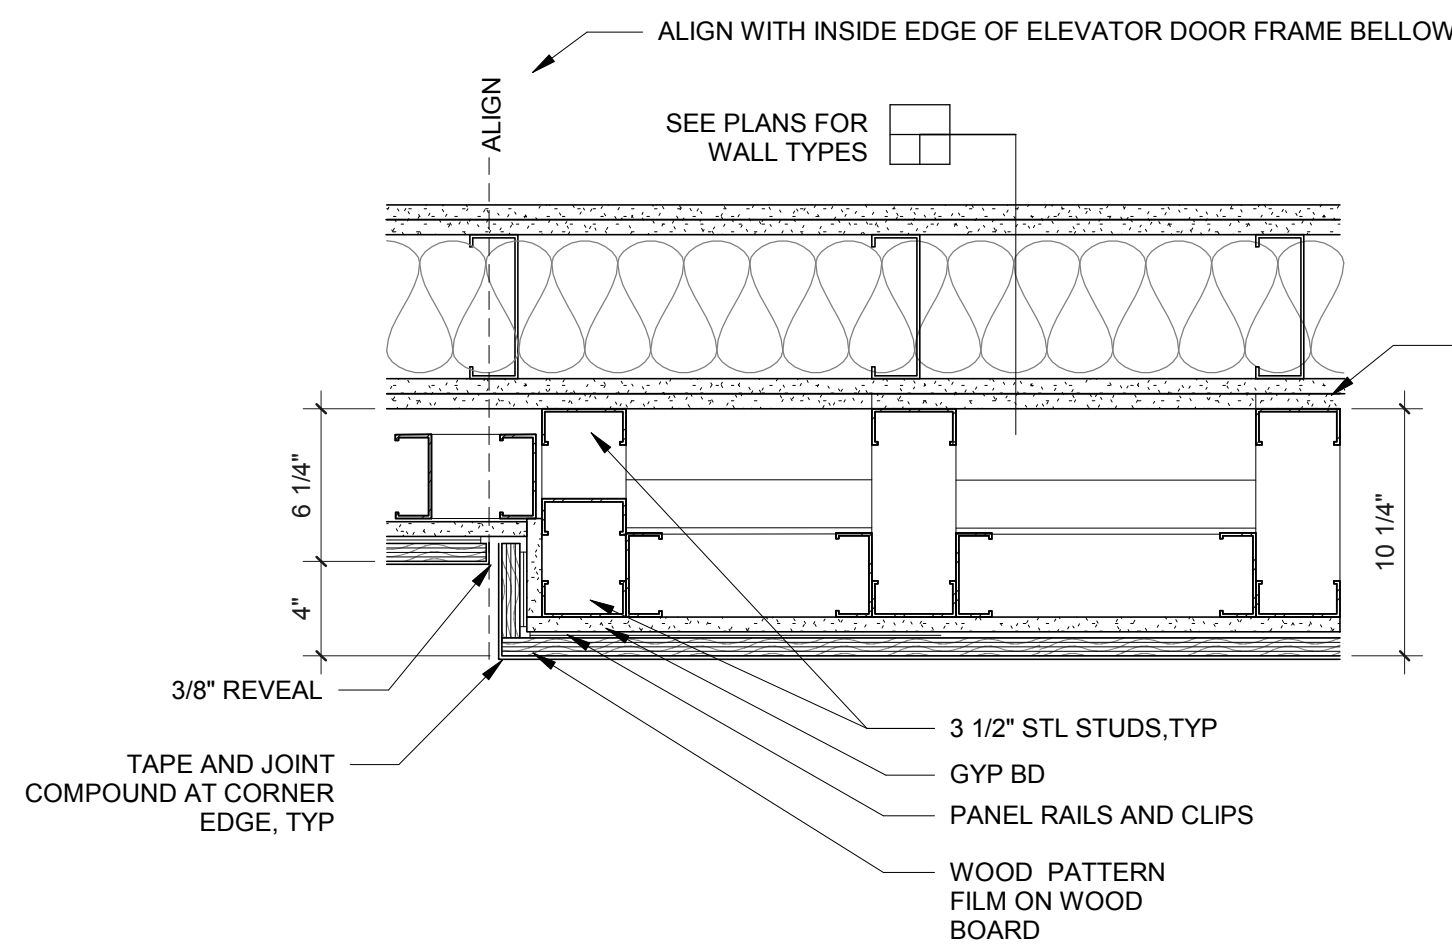 ALIGN WITH INSIDE EDGE OF ELEVATOR DOOR FRAME BELLOW
ALIGN
SEE PLANS FOR
WALL TYPES
6 1/4"
4"
10 1/4"
3/8" REVEAL
TAPE AND JOINT
COMPOUND AT CORNER
EDGE, TYP
3 1/2" STL STUDS,TYP
GYP BD
PANEL RAILS AND CLIPS
WOOD PATTERN
FILM ON WOOD
BOARD